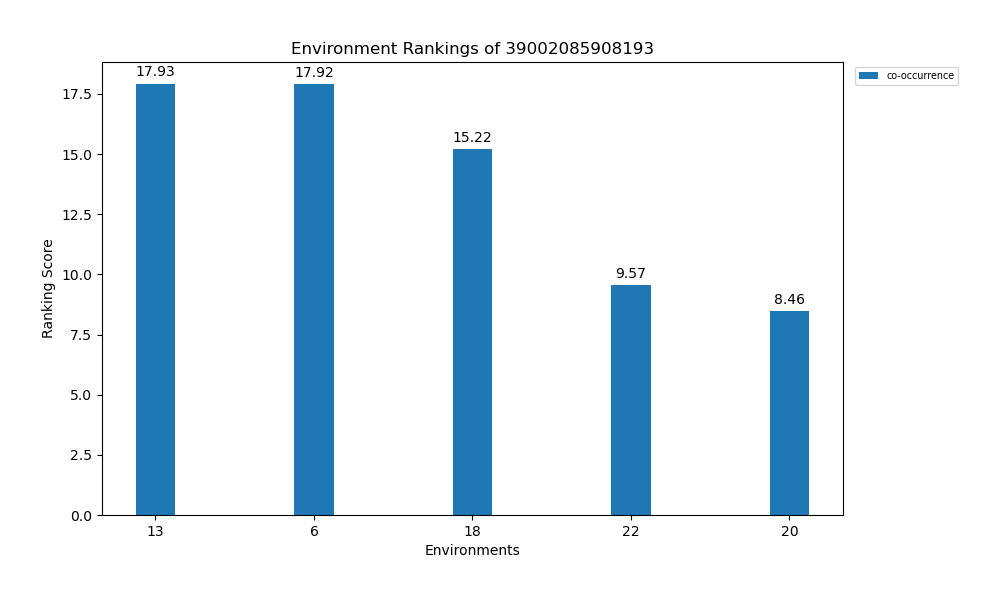 Environment Rankings of 39002085908193
17.93
17.92
15.22
9.57
8.46
co-occurrence
Ranking Score
17.5
15.0
12.5
10.0
7.5
5.0
2.5
0.0
13 6 18 22 20
Environments